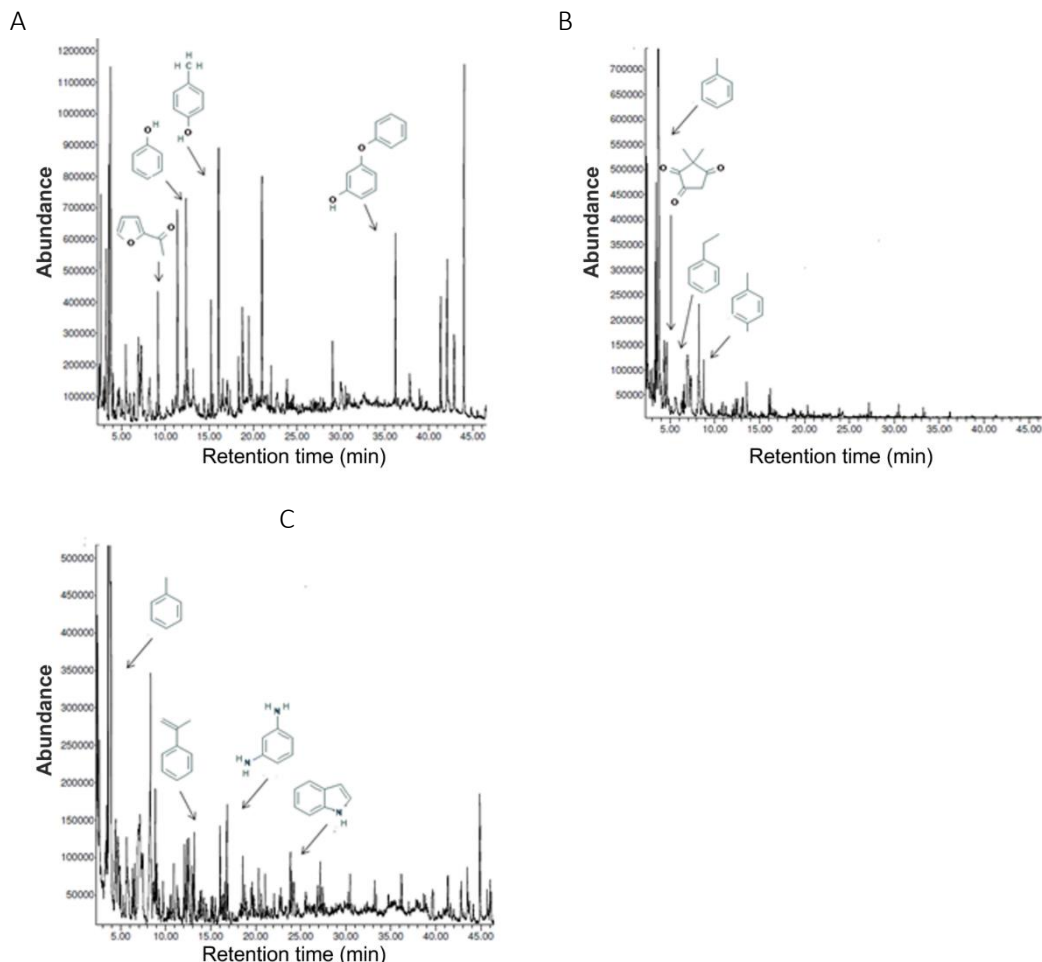 A
Abundance
1200000
1100000
1000000
900000
800000
700000
600000
500000
400000
300000
200000
100000
H
H C H
O
H
H
O
O
O
O
O
H
5.00 10.00 15.00 20.00 25.00 30.00 35.00 40.00 45.00
Retention time (min)
B
Abundance
700000
650000
600000
550000
500000
450000
400000
350000
300000
250000
200000
150000
100000
50000
O
O
O
5.00 10.00 15.00 20.00 25.00 30.00 35.00 40.00 45.00
Retention time (min)
C
Abundance
500000
450000
400000
350000
300000
250000
200000
150000
100000
50000
H H
N
H
N
H
N
H
5.00 10.00 15.00 20.00 25.00 30.00 35.00 40.00 45.00
Retention time (min)